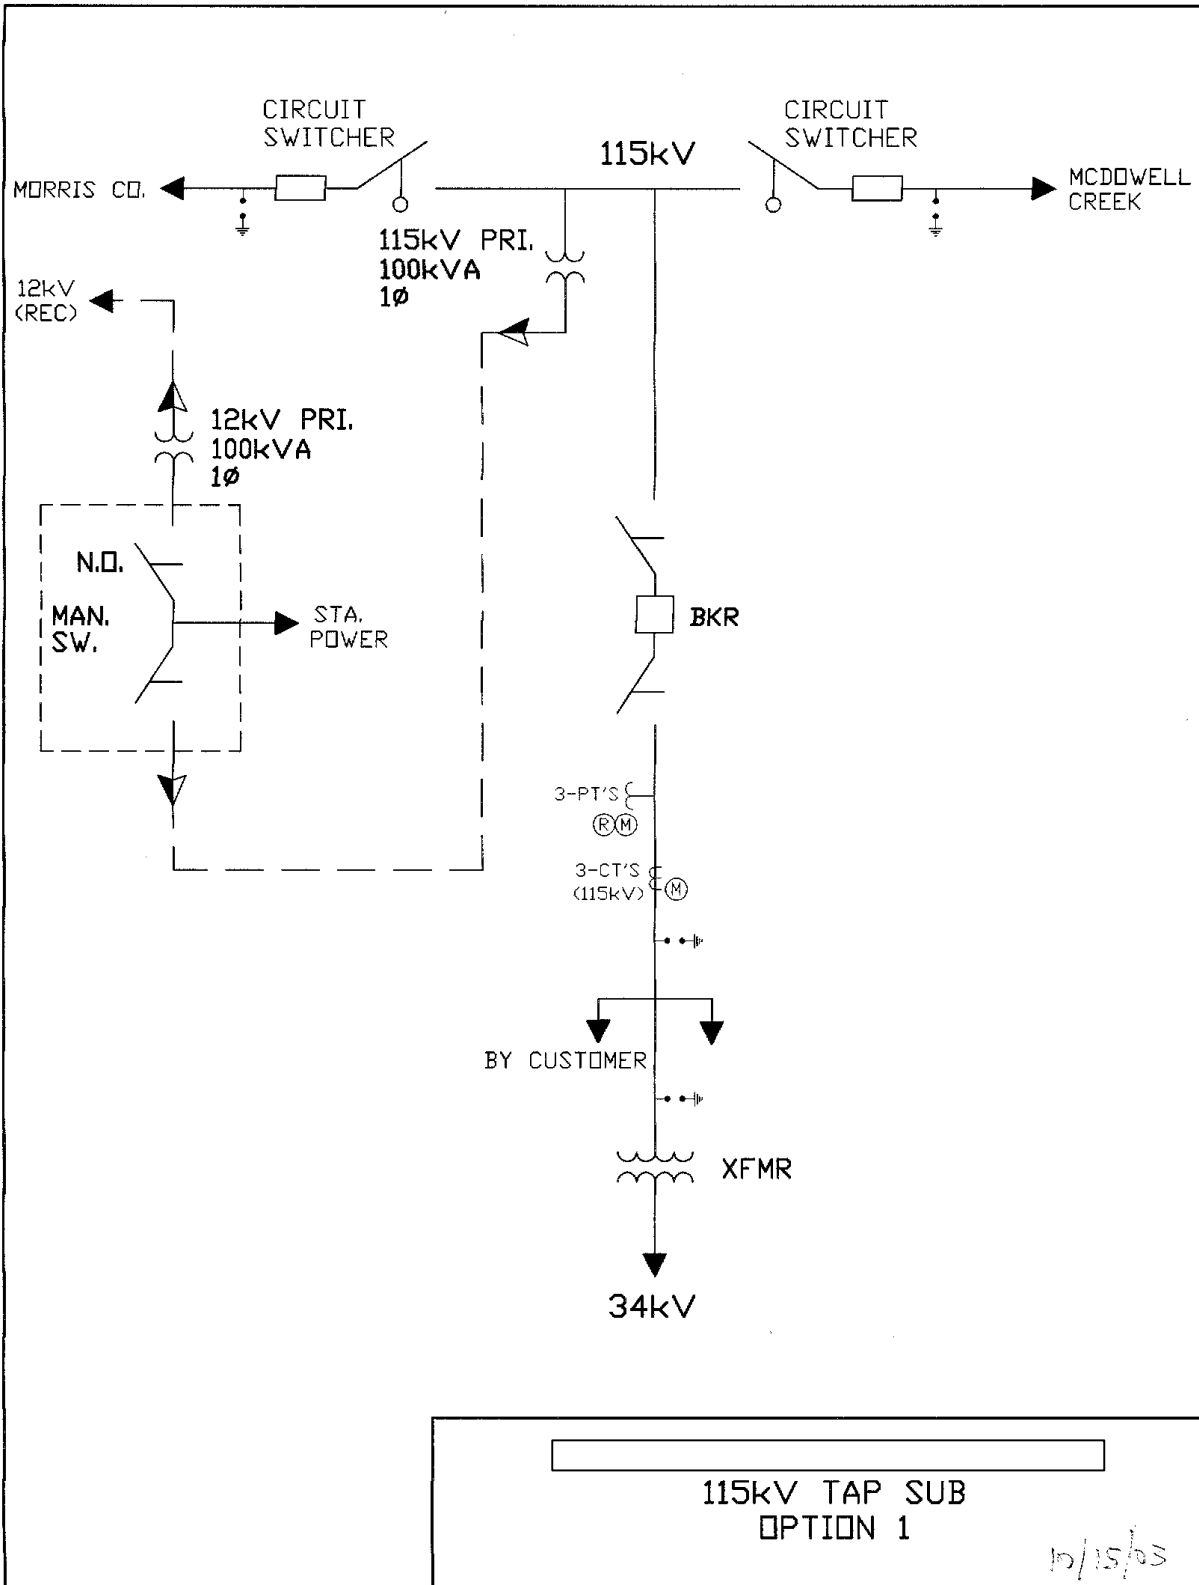 CIRCUIT
SWITCHER
115kV
CIRCUIT
SWITCHER
MORRIS CO.
MCDOWELL
CREEK
115kV PRI.
100kVA
1Ø
12kV
(REC)
12kV PRI.
100kVA
1Ø
N.O.
MAN.
SW.
STA.
POWER
BKR
3-PT'S
R M
3-CT'S
(115kV)
M
BY CUSTOMER
XFMR
34kV
115kV TAP SUB
OPTION 1
10/15/03